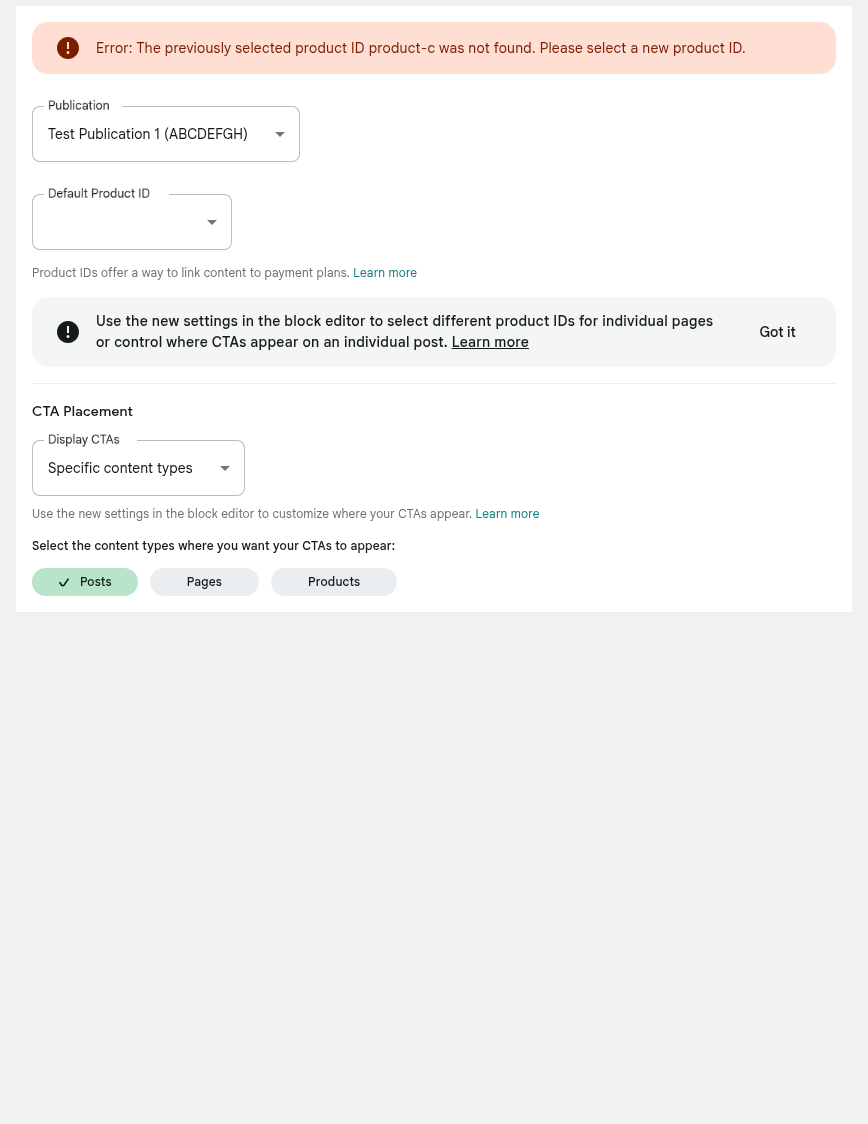 Error: The previously selected product ID product-c was not found. Please select a new product ID.
Publication
Test Publication 1 (ABCDEFGH)
Default Product ID
Product IDs offer a way to link content to payment plans. Learn more
Use the new settings in the block editor to select different product IDs for individual pages
or control where CTAs appear on an individual post. Learn more
Got it
CTA Placement
Display CTAs
Specific content types
Use the new settings in the block editor to customize where your CTAs appear. Learn more
Select the content types where you want your CTAs to appear:
Posts Pages Products